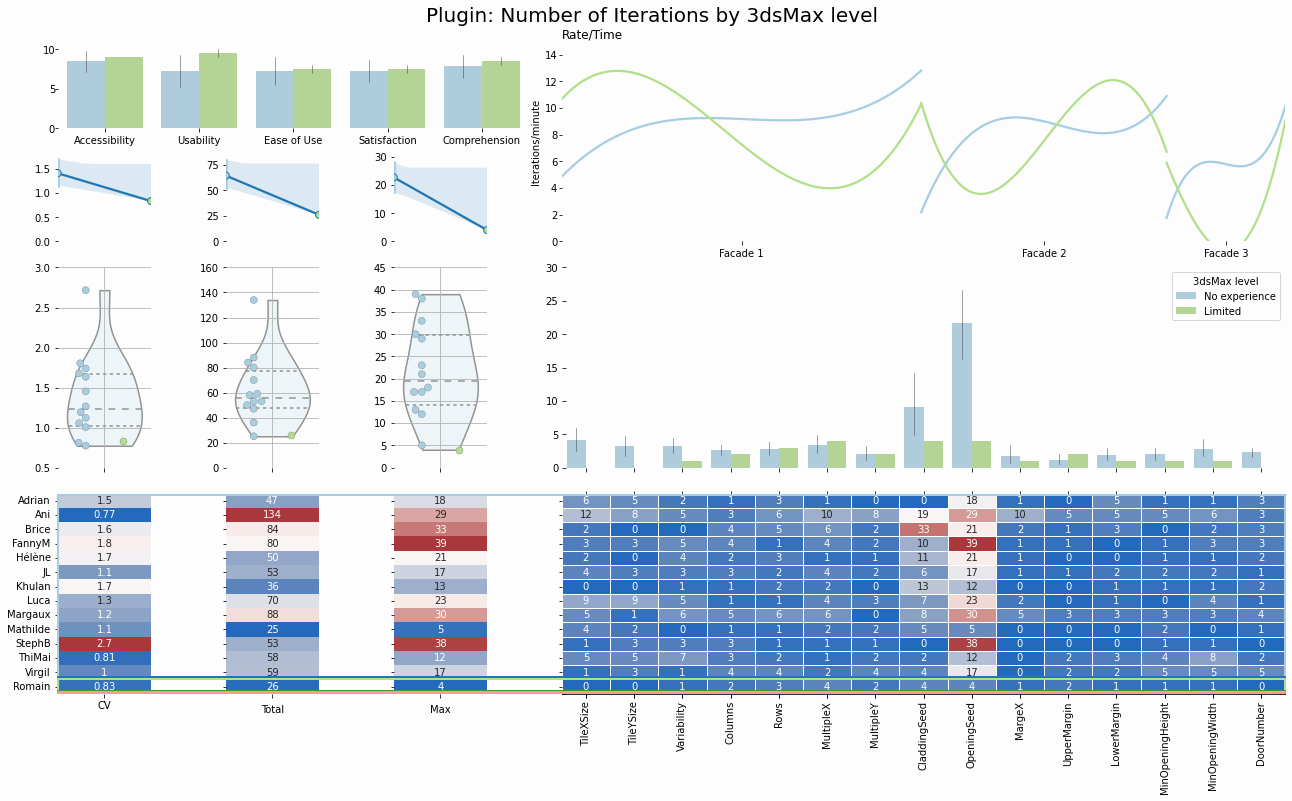 Plugin: Number of Iterations by 3dsMax level
Rate/Time
10
5
0
Accessibility Usability Ease of Use Satisfaction Comprehension
1.5
1.0
0.5
0.0
75
50
25
0
30
20
10
0
Iterations/minute
14
12
10
8
6
4
2
0
Facade 1 Facade 2 Facade 3
3.0
2.5
2.0
1.5
1.0
0.5
160
140
120
100
80
60
40
20
0
45
40
35
30
25
20
15
10
5
0
30
25
20
15
10
5
0
3dsMax level
No experience
Limited
Adrian 1.5 47 18 6 5 2 1 3 1 0 0 18 1 0 5 1 1 3
Ani 0.77 134 29 12 8 5 3 6 10 8 19 29 10 5 5 5 6 3
Brice 1.6 84 33 2 0 0 4 5 6 2 33 21 2 1 3 0 2 3
FannyM 1.8 80 39 3 3 5 4 1 4 2 10 39 1 1 0 1 3 3
Hélène 1.7 50 21 2 0 4 2 3 1 1 11 21 1 0 0 1 1 2
JL 1.1 53 17 4 3 3 3 2 4 2 6 17 1 1 2 2 2 1
Khulan 1.7 36 13 0 0 1 1 2 2 0 13 12 0 0 1 1 1 2
Luca 1.3 70 23 9 9 5 1 1 4 3 7 23 2 0 1 0 4 1
Margaux 1.2 88 30 5 1 6 5 6 6 0 8 30 5 3 3 3 3 4
Mathilde 1.1 25 5 4 2 0 1 1 2 2 5 5 0 0 0 2 0 1
StephB 2.7 53 38 1 3 3 3 1 1 1 0 38 0 0 0 0 0 0
ThiMai 0.81 58 12 5 5 7 3 2 1 2 2 12 0 2 3 4 8 2
Virgil 1 59 17 1 3 1 4 4 2 4 4 17 0 2 2 5 5 5
Romain 0.83 26 4 0 0 1 2 3 4 2 4 4 1 2 1 1 1 0
CV Total Max TileXSize TileYSize Variability Columns Rows MultipleX MultipleY CladdingSeed OpeningSeed MargeX UpperMargin LowerMargin MinOpeningHeight MinOpeningWidth DoorNumber